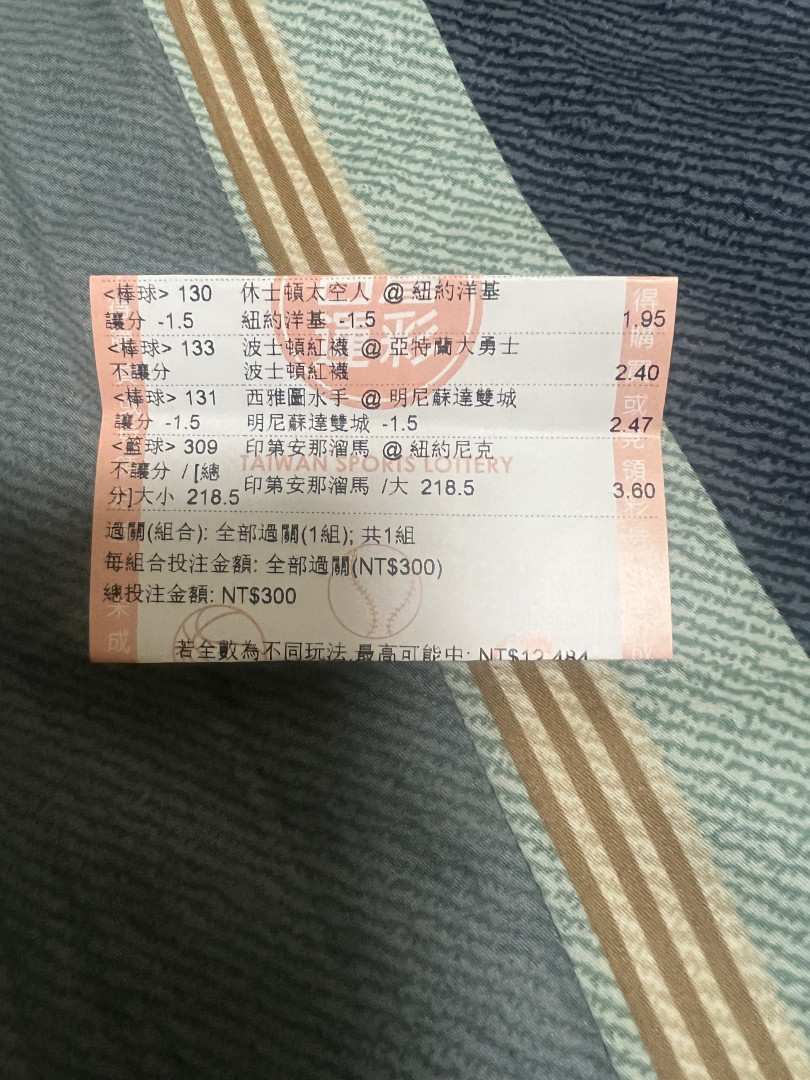 <棒球> 130 休士頓太空人 @ 紐約洋基
讓分 -1.5 紐約洋基 -1.5 1.95
<棒球> 133 波士頓紅襪 @ 亞特蘭大勇士
不讓分 波士頓紅襪 2.40
<棒球> 131 西雅圖水手 @ 明尼蘇達雙城
讓分 -1.5 明尼蘇達雙城 -1.5 2.47
<籃球> 309 印第安那溜馬 @ 紐約尼克
TAIWAN SPORTS LOTTERY
不讓分 / [總
分]大小 218.5 印第安那溜馬 /大 218.5 3.60
過關(組合): 全部過關(1組); 共1組
每組合投注金額: 全部過關(NT$300)
總投注金額: NT$300
若全數為不同玩法,最高可能中: NT$12,484